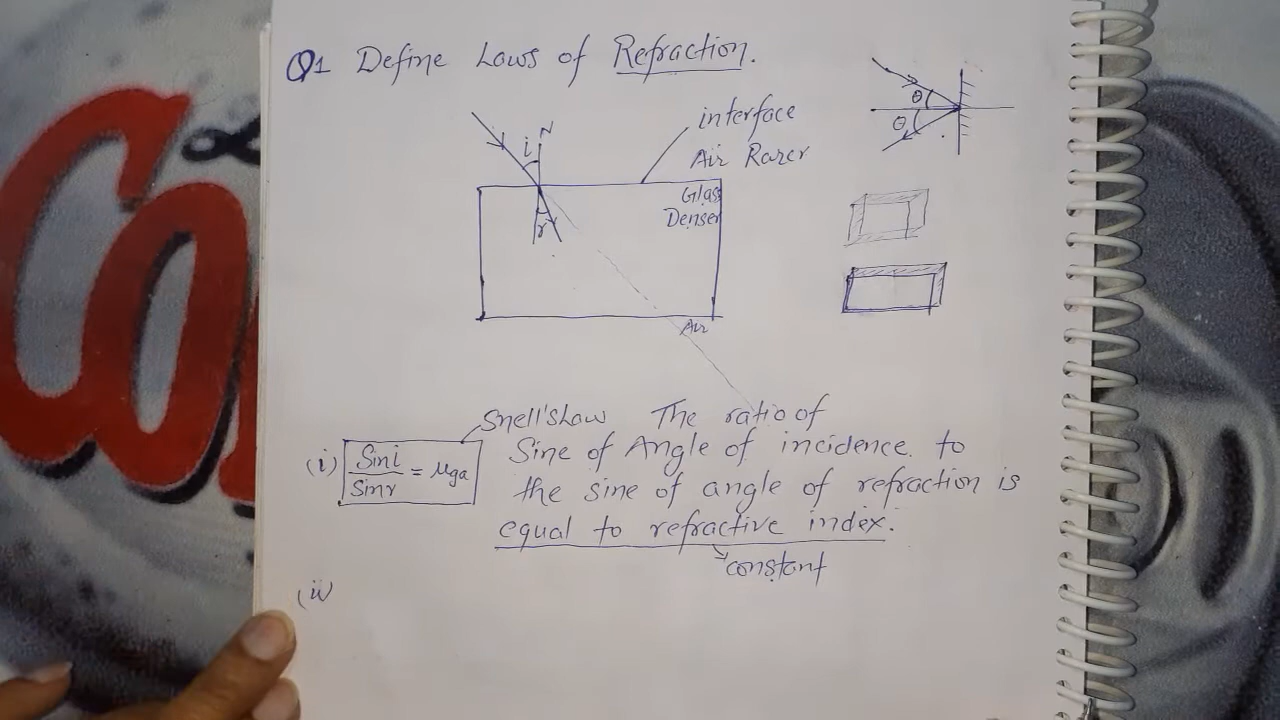 Q1 Define Laws of Refraction.
interface
Air Rarer
N
i
θ
θ
Glass
Denser
r
Air
Snell's Law The ratio of
(i) Sin i / Sin r = μga Sine of Angle of incidence. to
the sine of angle of refraction is
equal to refractive index.
constant
(ii